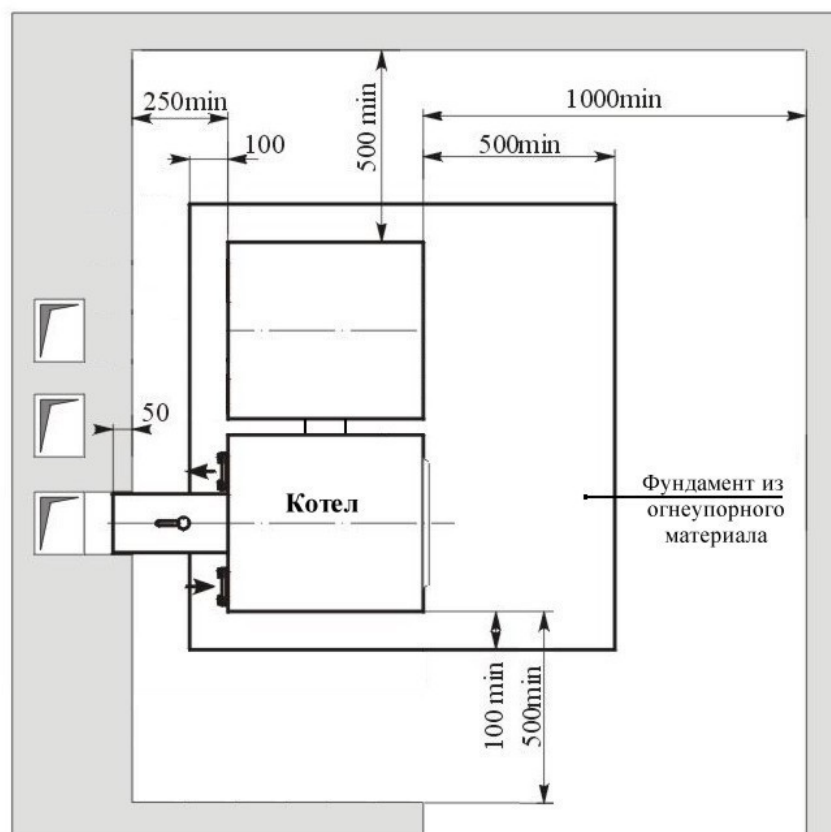 250min
1000min
500 min
100
500min
50
Котел
Фундамент из
огнеупорного
материала
100 min
500min